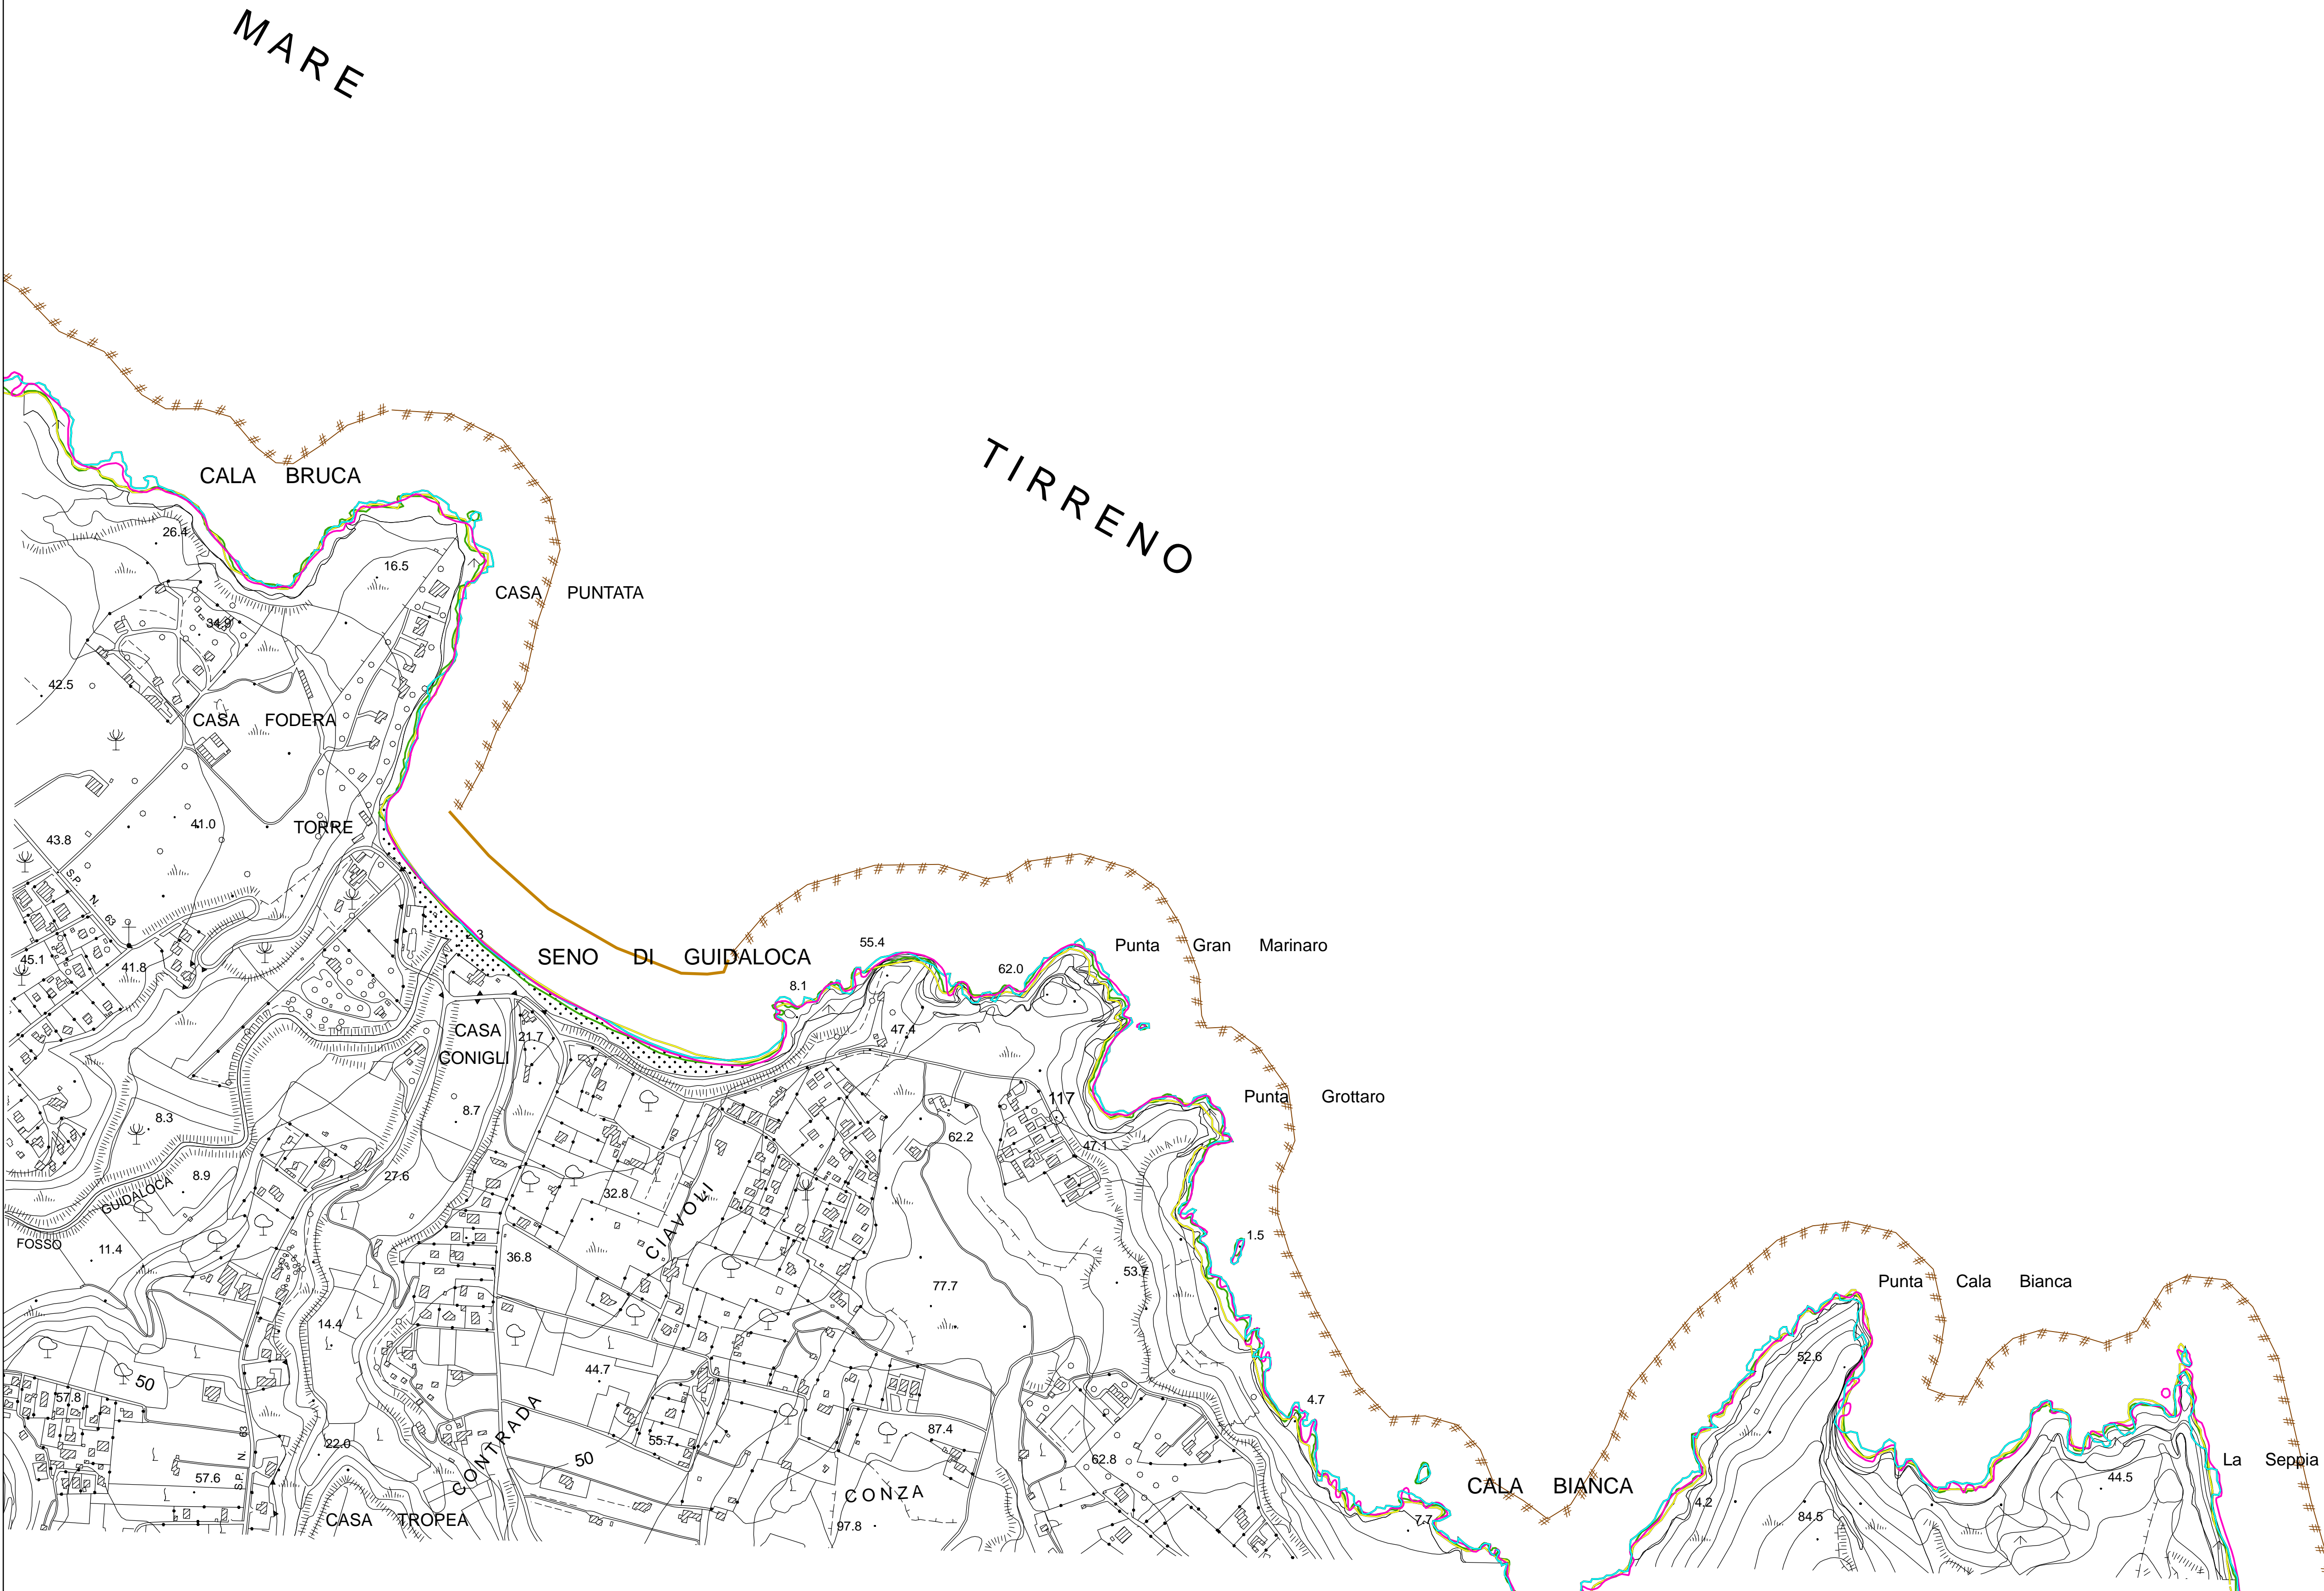 MARE
TIRRENO
CALA BRUCA
26.4
16.5
CASA PUNTATA
34.9
42.5
CASA FODERA
41.0
TORRE
43.8
S.P. N. 63
2.3
45.1
41.8
SENO DI GUIDALOCA
55.4
8.1
62.0
Punta Gran Marinaro
47.4
CASA
CONIGLI
21.7
8.7
8.3
8.9
117
62.2
47.1
Punta Grottaro
27.6
32.8
GUIDALOCA
FOSSO
11.4
36.8
CIAVOLI
1.5
53.7
77.7
Punta Cala Bianca
14.4
44.7
52.6
50
57.8
4.7
CONTRADA
22.0
55.7
50
87.4
62.8
S.P. N. 63
57.6
CONZA
CALA BIANCA
4.2
84.5
44.5
La Seppia
CASA TROPEA
97.8
7.7